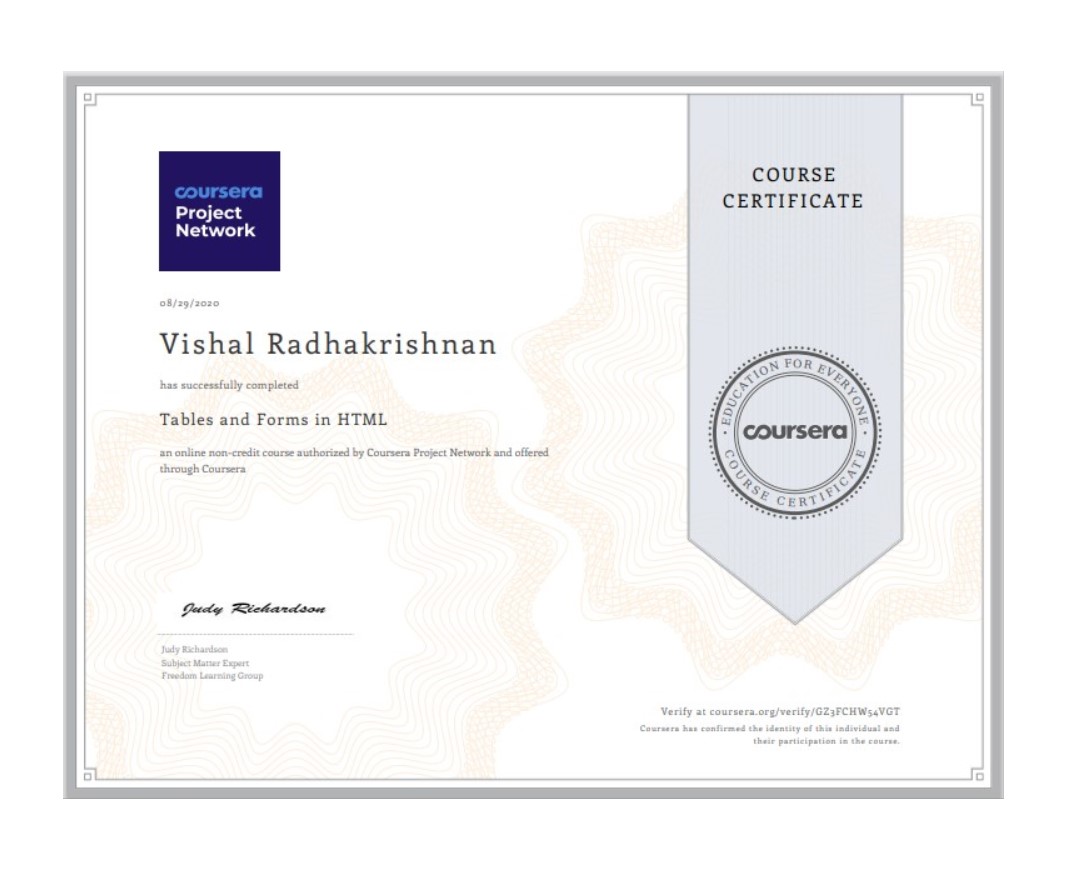 coursera
Project
Network
08/29/2020
Vishal Radhakrishnan
has successfully completed
Tables and Forms in HTML
an online non-credit course authorized by Coursera Project Network and offered
through Coursera
Judy Richardson
Judy Richardson
Subject Matter Expert
Freedom Learning Group
COURSE
CERTIFICATE
EDUCATION FOR EVERYONE
coursera
COURSE CERTIFICATE
Verify at coursera.org/verify/GZ3FCHW54VGT
Coursera has confirmed the identity of this individual and
their participation in the course.